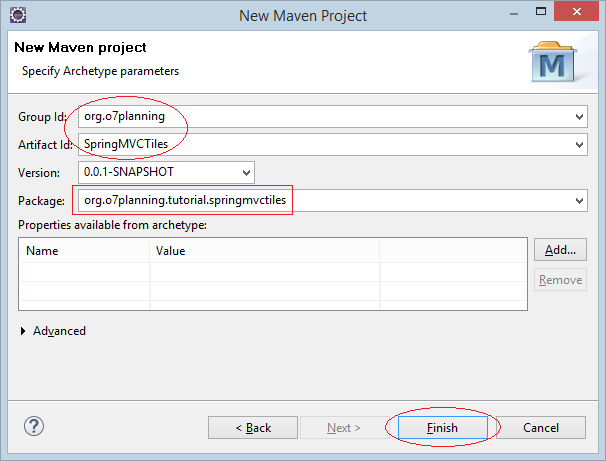 New Maven Project
New Maven project
Specify Archetype parameters
M
Group Id: org.o7planning
Artifact Id: SpringMVCTiles
Version: 0.0.1-SNAPSHOT
Package: org.o7planning.tutorial.springmvctiles
Properties available from archetype:
Name Value
Add...
Remove
Advanced
? < Back Next > Finish Cancel